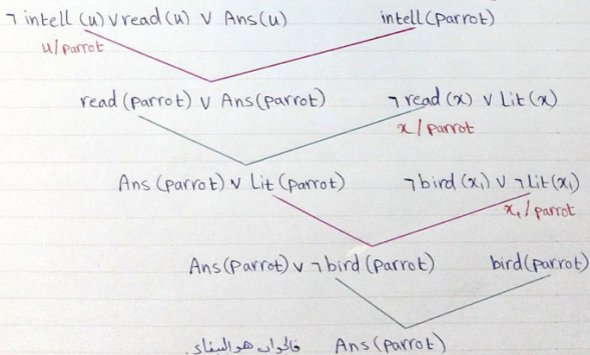 ¬ intell (u) ∨ read (u) ∨ Ans(u) intell(parrot)
u/parrot
read (parrot) ∨ Ans(parrot) ¬ read (x) ∨ Lit(x)
x/parrot
Ans (parrot) ∨ Lit (parrot) ¬ bird (x₁) ∨ ¬ Lit(x₁)
x₁/parrot
Ans(parrot) ∨ ¬ bird (parrot) bird(parrot)
فالجواب هو الببغاء. Ans (parrot)